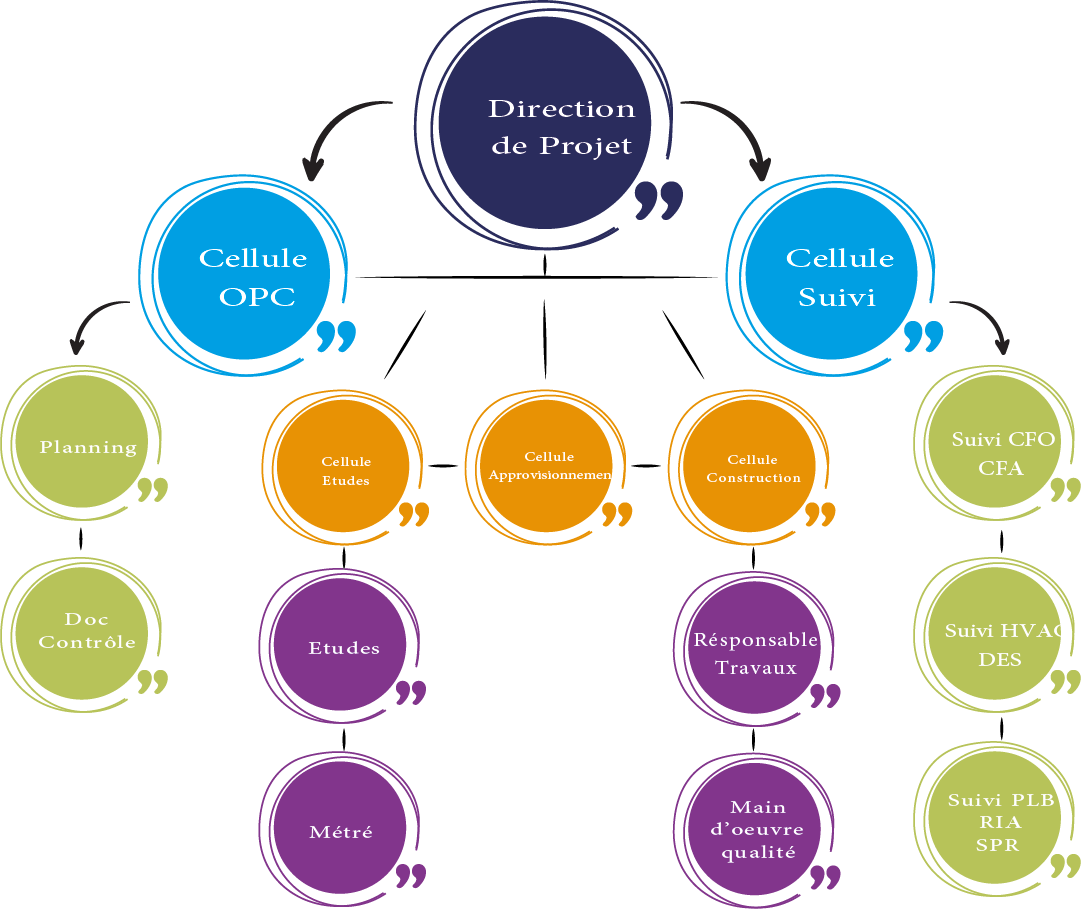 Direction
de Projet
Cellule
OPC
Cellule
Suivi
Planning
Cellule
Etudes
Cellule
Approvisionnemen
Cellule
Construction
Suivi CFO
CFA
Doc
Contrôle
Etudes
Résponsable
Travaux
Suivi HVAC
DES
Métré
Main
d’oeuvre
qualité
Suivi PLB
RIA
SPR